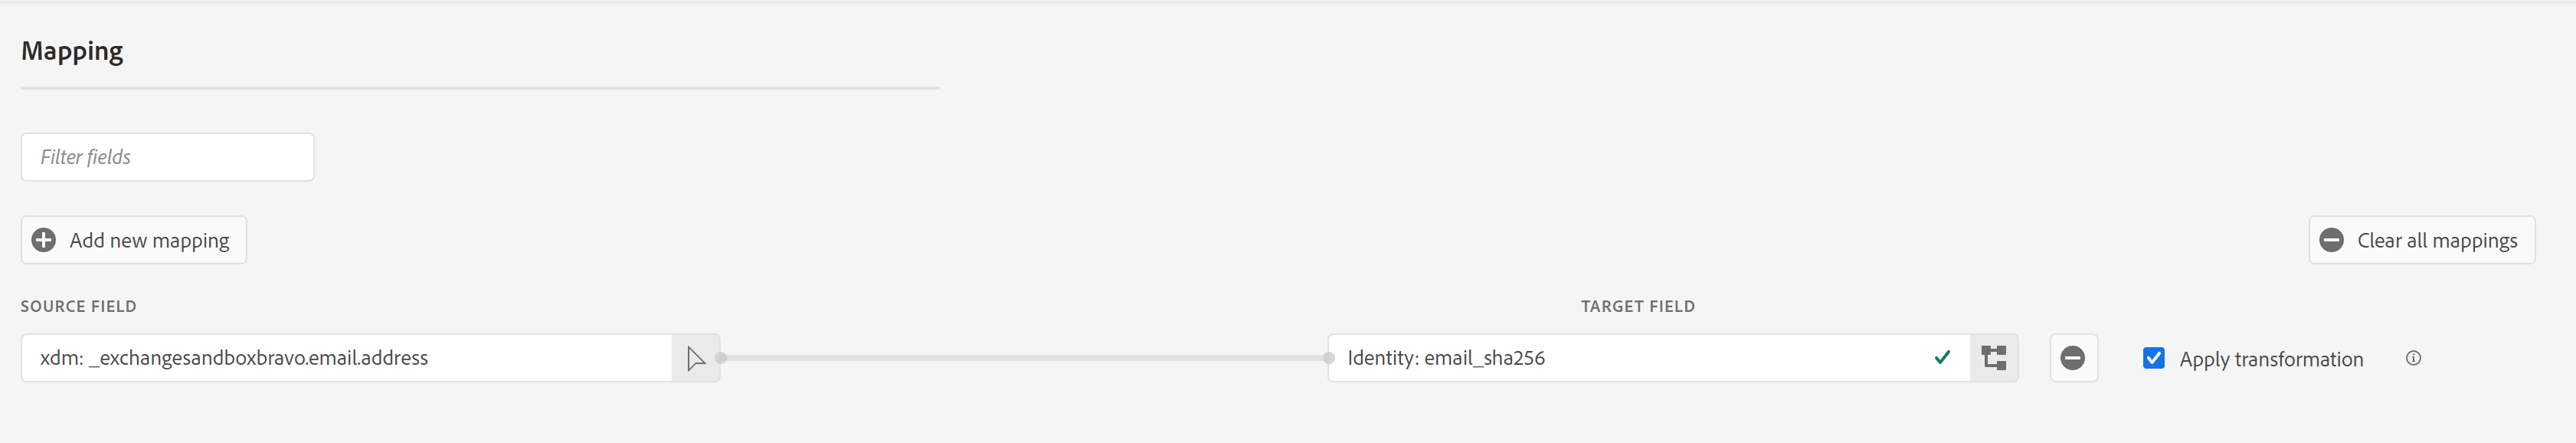 Mapping
Filter fields
Add new mapping
Clear all mappings
SOURCE FIELD
TARGET FIELD
xdm: _exchangesandboxbravo.email.address
Identity: email_sha256
Apply transformation